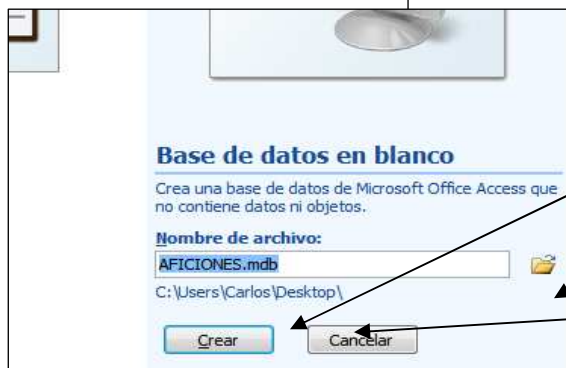 Base de datos en blanco
Crea una base de datos de Microsoft Office Access que
no contiene datos ni objetos.
Nombre de archivo:
AFICIONES.mdb
C:\Users\Carlos\Desktop\
Crear
Cancelar